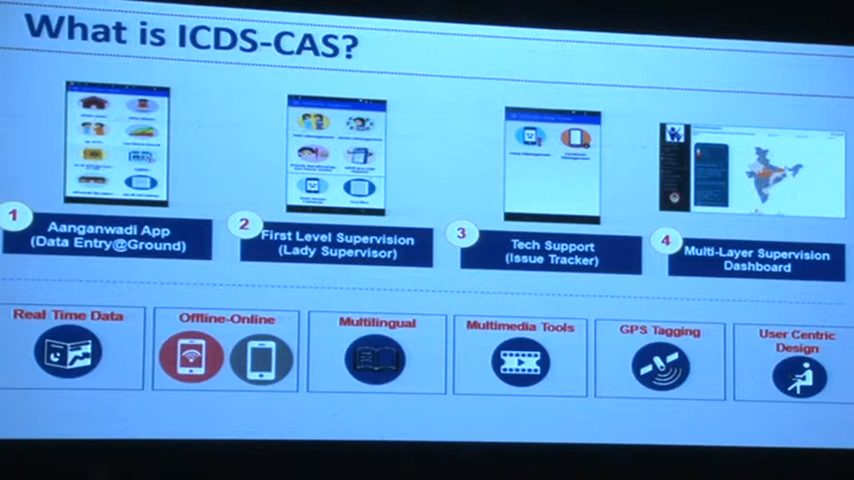 What is ICDS-CAS?
1
Aanganwadi App
(Data Entry@Ground)
2
First Level Supervision
(Lady Supervisor)
3
Tech Support
(Issue Tracker)
4
Multi-Layer Supervision
Dashboard
Real Time Data
Offline-Online
Multilingual
Multimedia Tools
GPS Tagging
User Centric
Design